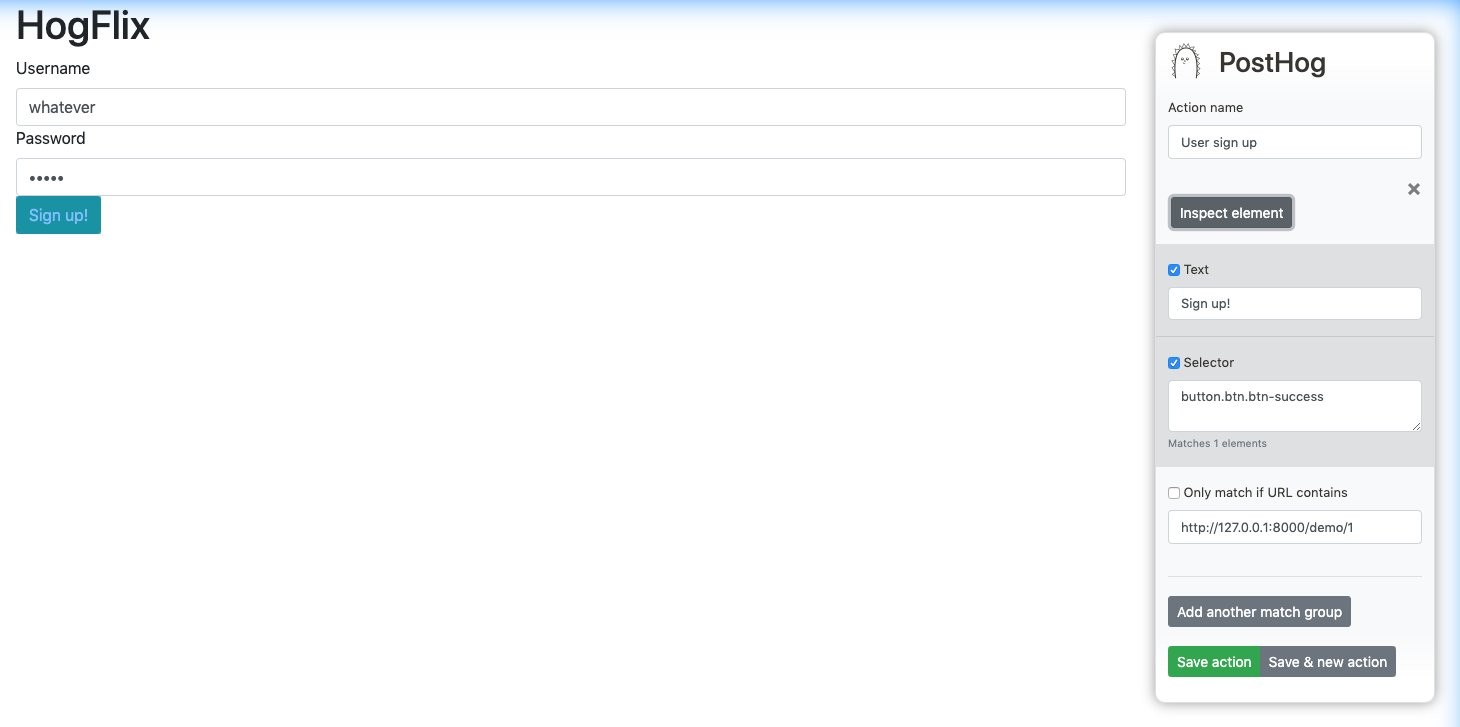 HogFlix
Username
whatever
Password
•••••
Sign up!
PostHog
Action name
User sign up
Inspect element
Text
Sign up!
Selector
button.btn.btn-success
Matches 1 elements
Only match if URL contains
http://127.0.0.1:8000/demo/1
Add another match group
Save action Save & new action